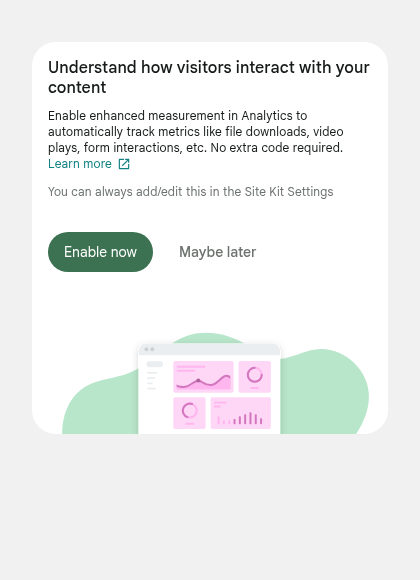 Understand how visitors interact with your
content
Enable enhanced measurement in Analytics to
automatically track metrics like file downloads, video
plays, form interactions, etc. No extra code required.
Learn more
You can always add/edit this in the Site Kit Settings
Enable now
Maybe later